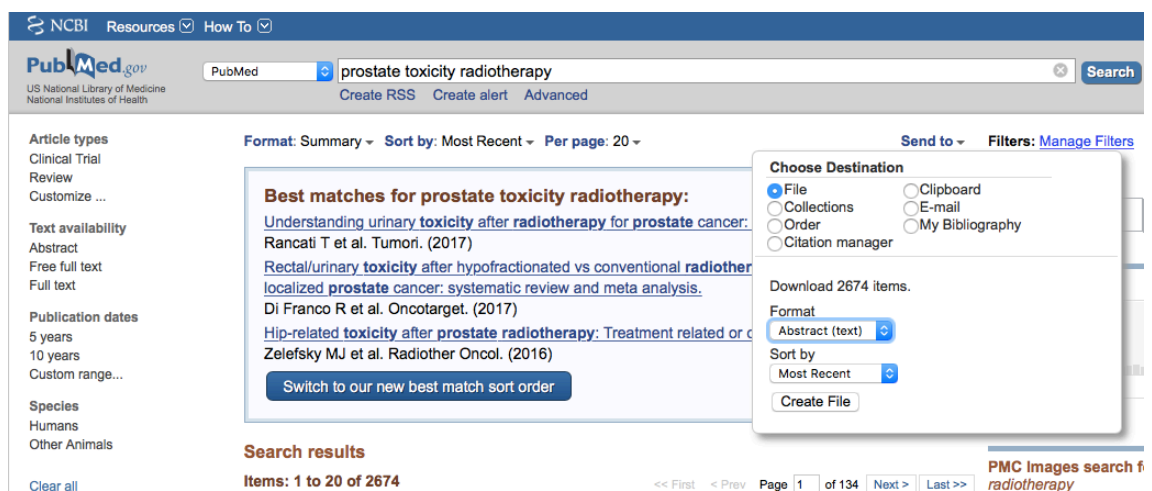 NCBI Resources How To
PubMed.gov
US National Library of Medicine
National Institutes of Health
PubMed
prostate toxicity radiotherapy
Search
Create RSS Create alert Advanced
Article types
Clinical Trial
Review
Customize ...
Text availability
Abstract
Free full text
Full text
Publication dates
5 years
10 years
Custom range...
Species
Humans
Other Animals
Clear all
Format: Summary Sort by: Most Recent Per page: 20
Send to
Filters: Manage Filters
Best matches for prostate toxicity radiotherapy:
Understanding urinary toxicity after radiotherapy for prostate cancer:
Rancati T et al. Tumori. (2017)
Rectal/urinary toxicity after hypofractionated vs conventional radiother
localized prostate cancer: systematic review and meta analysis.
Di Franco R et al. Oncotarget. (2017)
Hip-related toxicity after prostate radiotherapy: Treatment related or
Zelefsky MJ et al. Radiother Oncol. (2016)
Switch to our new best match sort order
Search results
Items: 1 to 20 of 2674
<< First < Prev Page 1 of 134 Next > Last >>
Choose Destination
File Clipboard
Collections E-mail
Order My Bibliography
Citation manager
Download 2674 items.
Format
Abstract (text)
Sort by
Most Recent
Create File
PMC Images search f
radiotherapy